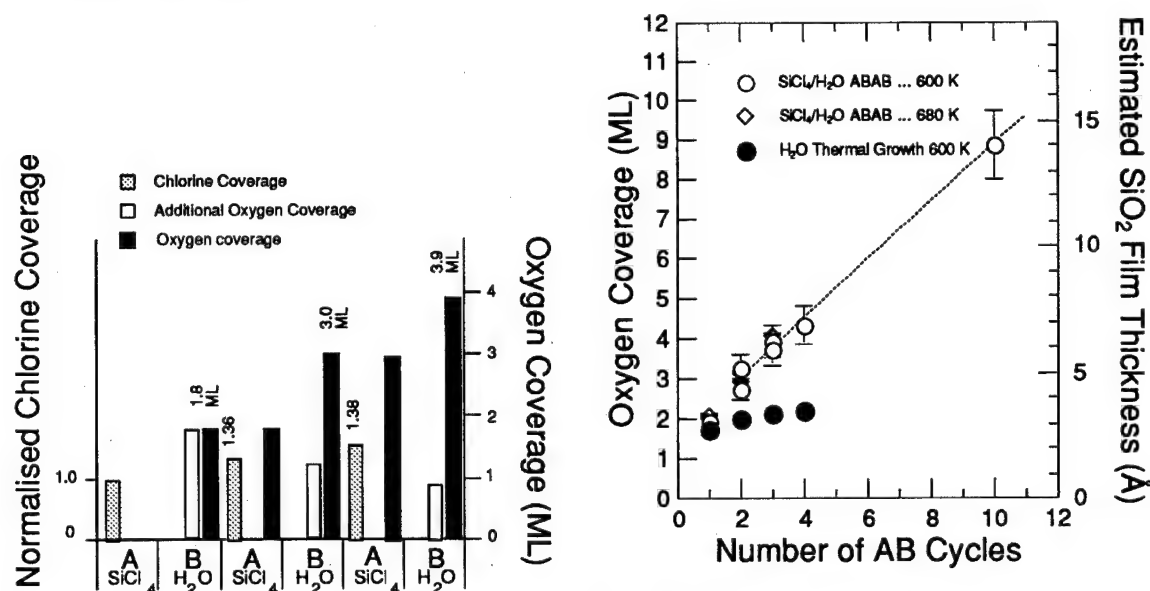 Normalised Chlorine Coverage
Chlorine Coverage
Additional Oxygen Coverage
Oxygen coverage
1.0
0
1.8 ML
1.36
3.0 ML
1.38
3.9 ML
4
3
2
1
0
Oxygen Coverage (ML)
A B A B A B
SiCl4 H2O SiCl4 H2O SiCl4 H2O
Oxygen Coverage (ML)
12
11
10
9
8
7
6
5
4
3
2
1
0
SiCl4/H2O ABAB ... 600 K
SiCl4/H2O ABAB ... 680 K
H2O Thermal Growth 600 K
15
10
5
0
Estimated SiO2 Film Thickness (Å)
0 2 4 6 8 10 12
Number of AB Cycles